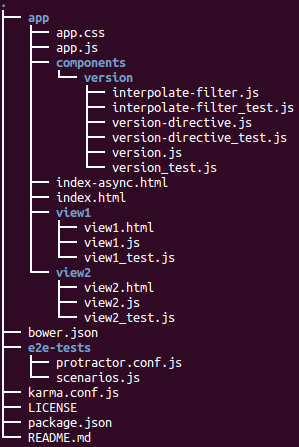 .
app
app.css
app.js
components
version
interpolate-filter.js
interpolate-filter_test.js
version-directive.js
version-directive_test.js
version.js
version_test.js
index-async.html
index.html
view1
view1.html
view1.js
view1_test.js
view2
view2.html
view2.js
view2_test.js
bower.json
e2e-tests
protractor.conf.js
scenarios.js
karma.conf.js
LICENSE
package.json
README.md